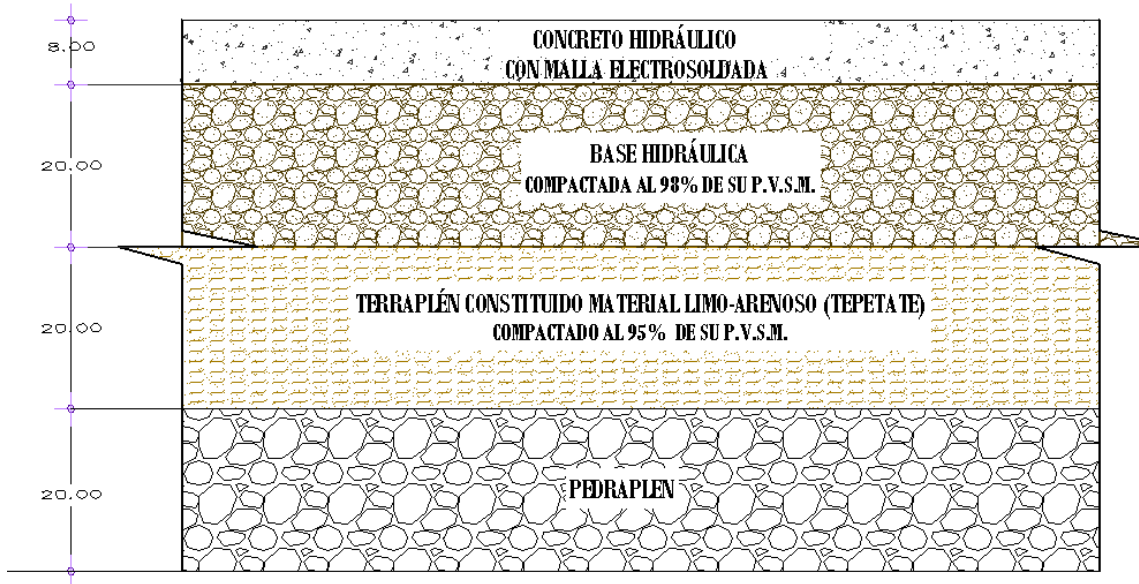 8.00
CONCRETO HIDRÁULICO
CON MALLA ELECTROSOLDADA
20.00
BASE HIDRÁULICA
COMPACTADA AL 98% DE SU P.V.S.M.
20.00
TERRAPLÉN CONSTITUIDO MATERIAL LIMO-ARENOSO (TEPETATE)
COMPACTADO AL 95% DE SU P.V.S.M.
20.00
PEDRAPLEN